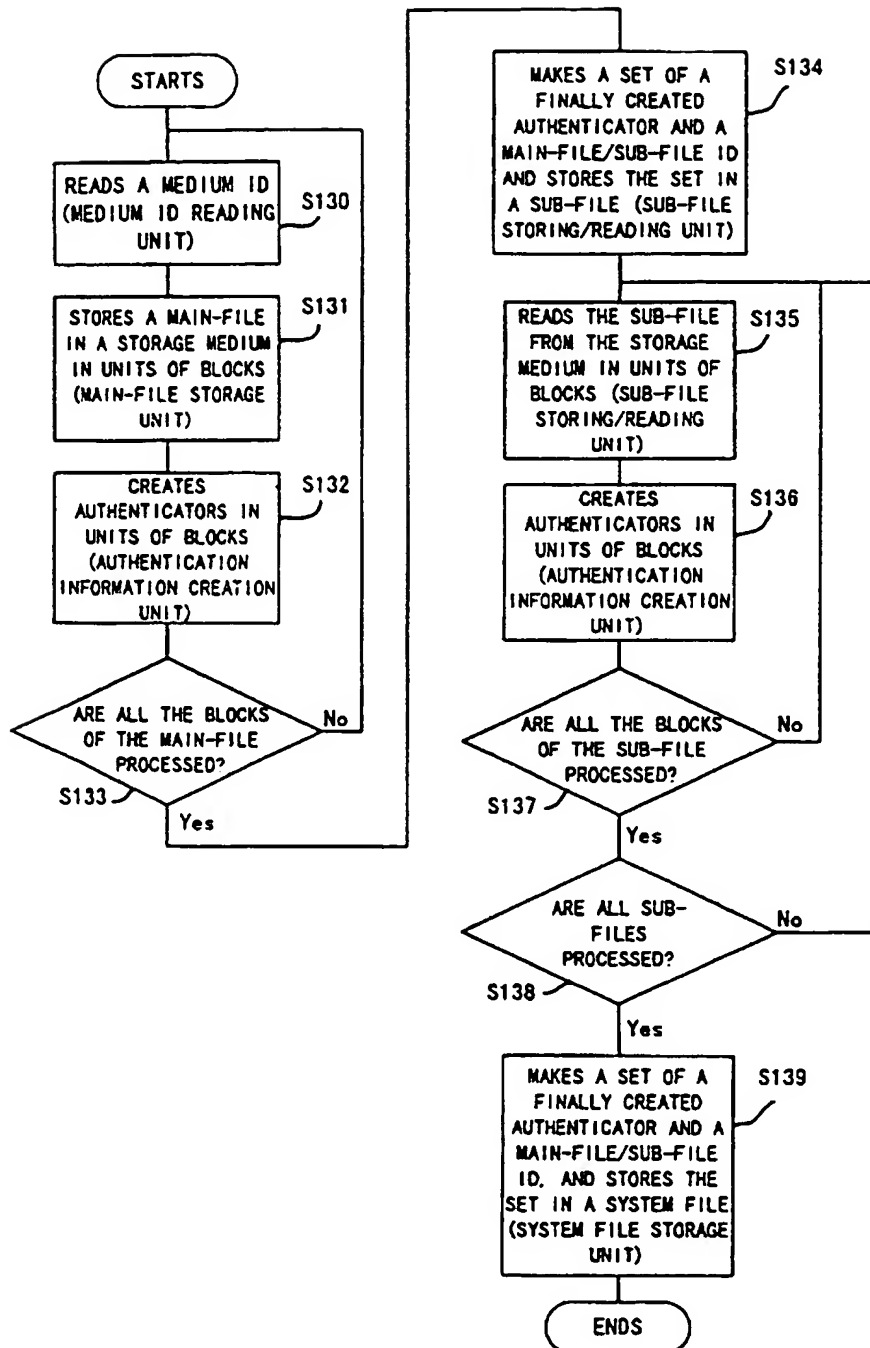 STARTS
READS A MEDIUM ID
(MEDIUM ID READING
UNIT)
S130
STORES A MAIN-FILE
IN A STORAGE MEDIUM
IN UNITS OF BLOCKS
(MAIN-FILE STORAGE
UNIT)
S131
CREATES
AUTHENTICATORS IN
UNITS OF BLOCKS
(AUTHENTICATION
INFORMATION CREATION
UNIT)
S132
ARE ALL THE BLOCKS
OF THE MAIN-FILE
PROCESSED?
No
S133
Yes
MAKES A SET OF A
FINALLY CREATED
AUTHENTICATOR AND A
MAIN-FILE/SUB-FILE ID
AND STORES THE SET IN
A SUB-FILE (SUB-FILE
STORING/READING UNIT)
S134
READS THE SUB-FILE
FROM THE STORAGE
MEDIUM IN UNITS OF
BLOCKS (SUB-FILE
STORING/READING
UNIT)
S135
CREATES
AUTHENTICATORS IN
UNITS OF BLOCKS
(AUTHENTICATION
INFORMATION CREATION
UNIT)
S136
ARE ALL THE BLOCKS
OF THE SUB-FILE
PROCESSED?
No
S137
Yes
ARE ALL SUB-
FILES
PROCESSED?
No
S138
Yes
MAKES A SET OF A
FINALLY CREATED
AUTHENTICATOR AND A
MAIN-FILE/SUB-FILE
ID, AND STORES THE
SET IN A SYSTEM FILE
(SYSTEM FILE STORAGE
UNIT)
S139
ENDS